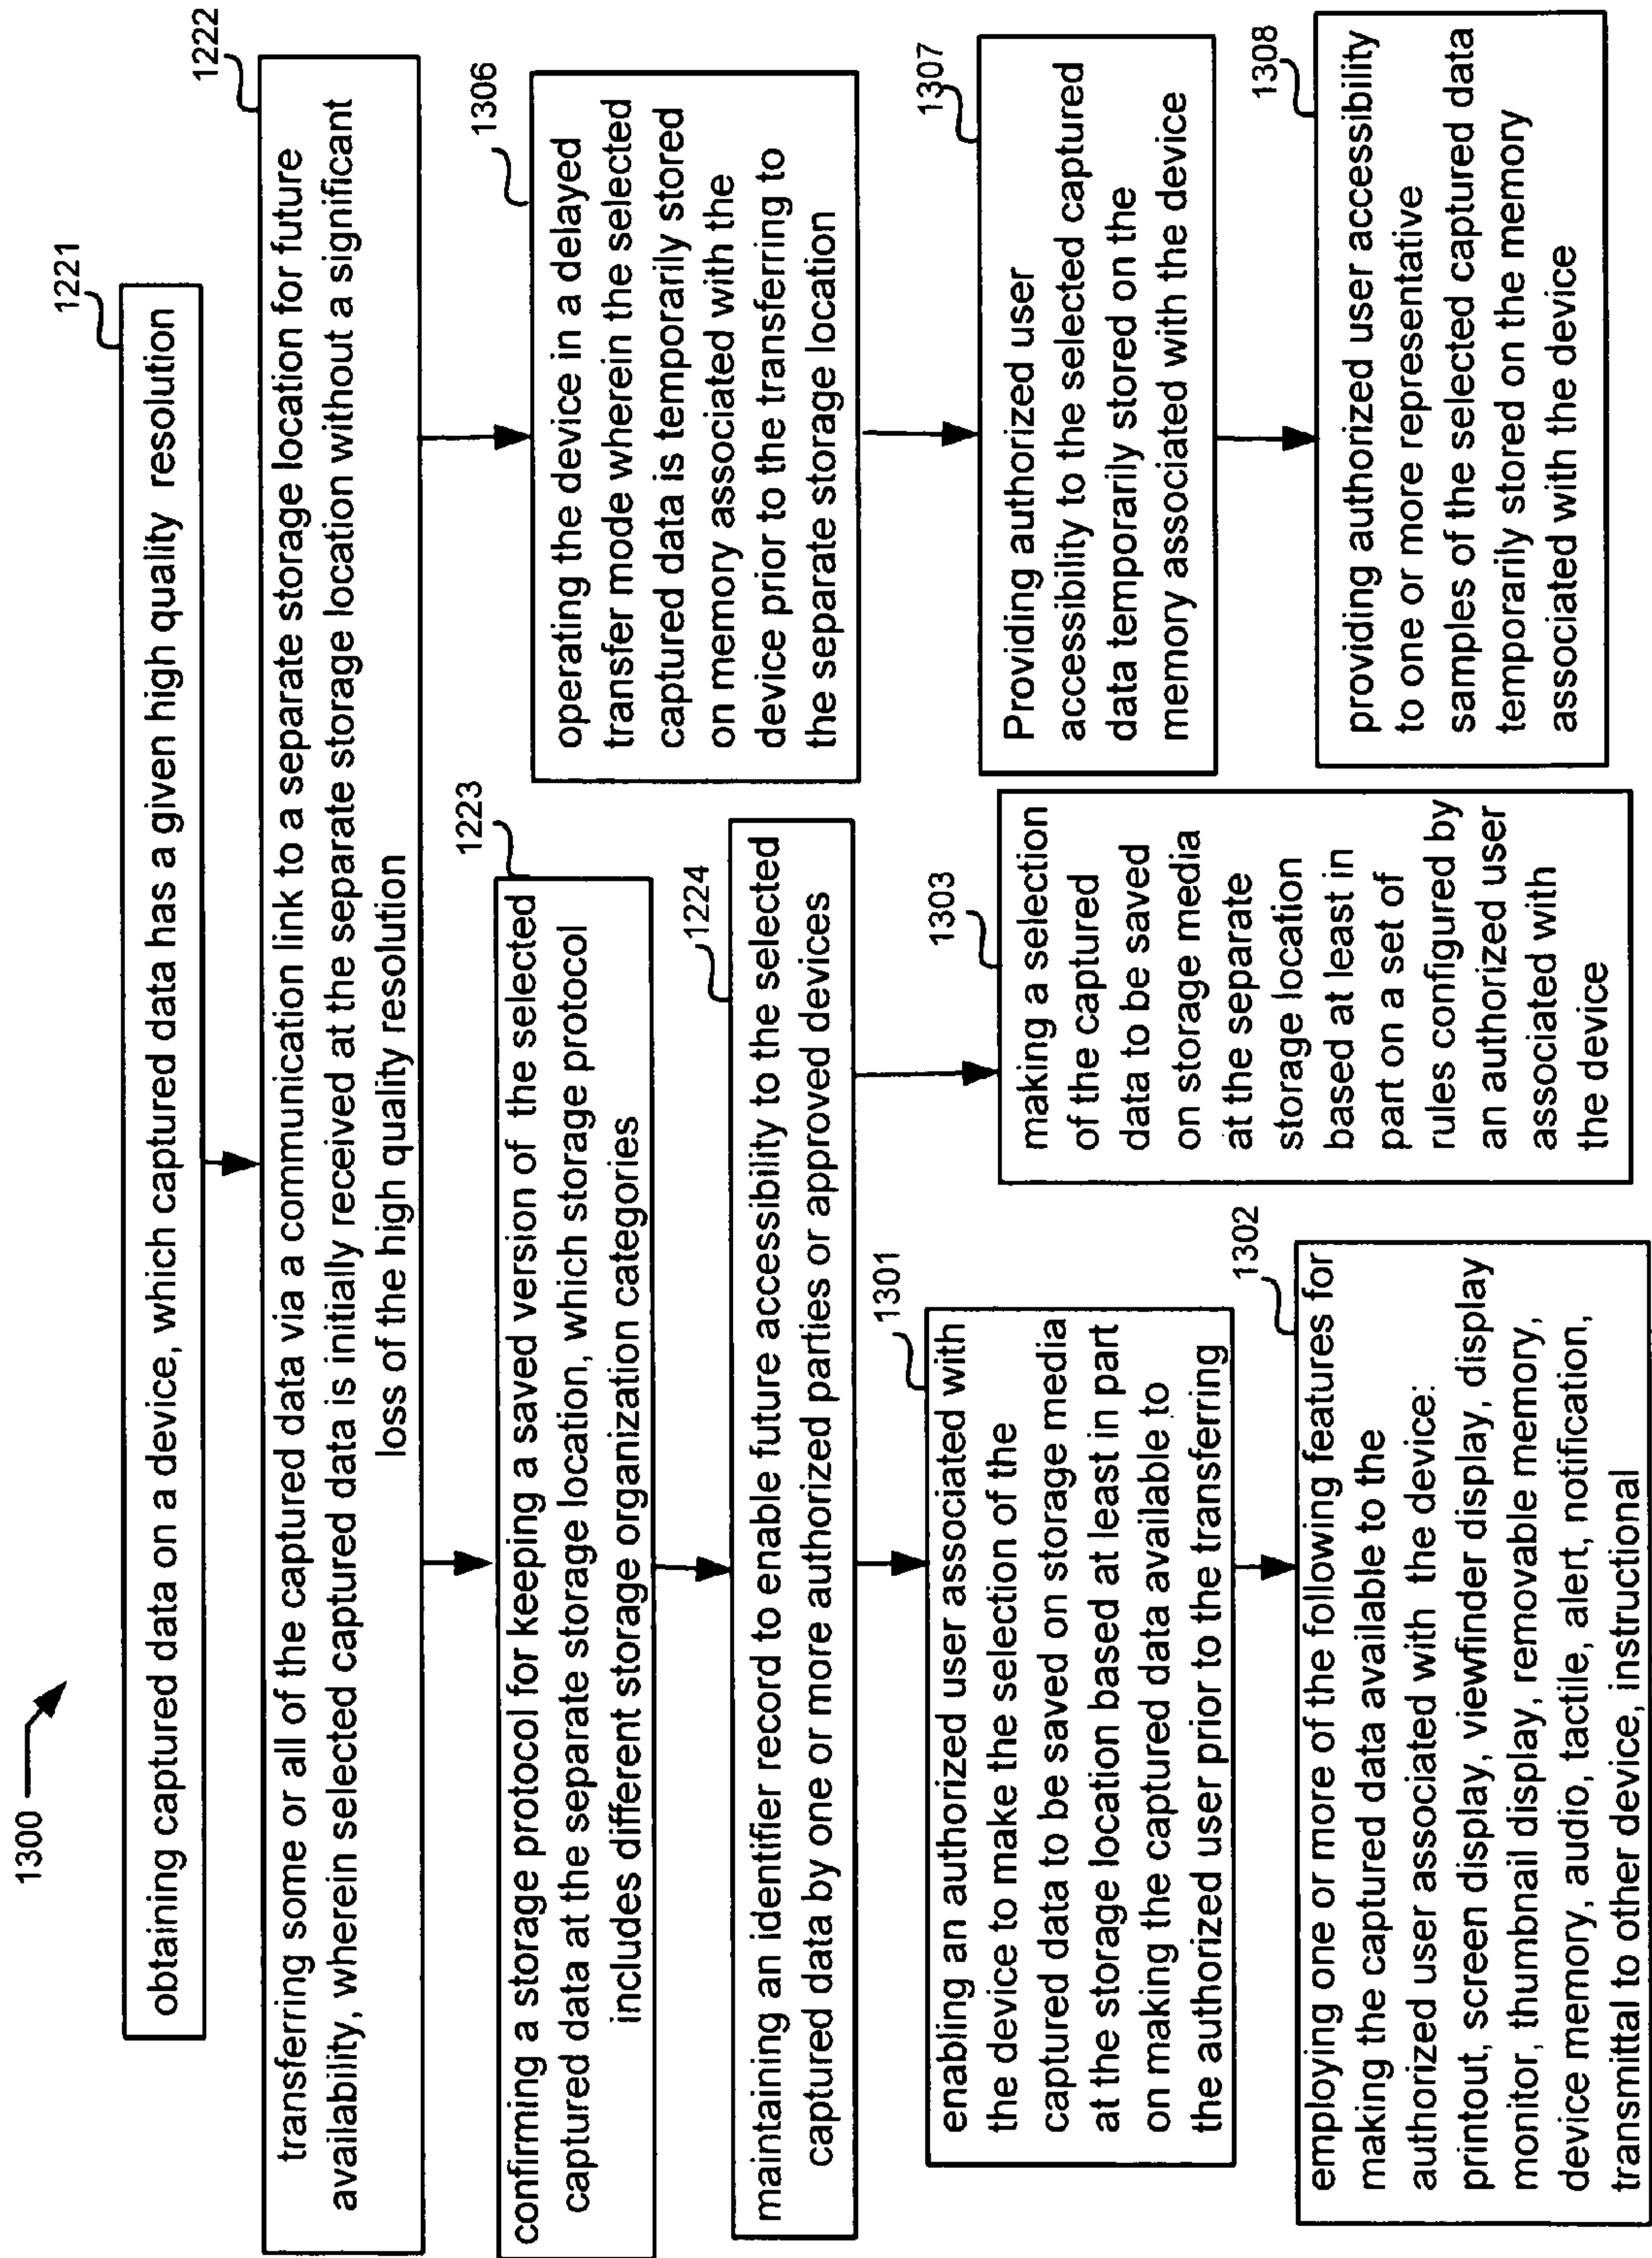 1300
1221
obtaining captured data on a device, which captured data has a given high quality resolution
1222
transferring some or all of the captured data via a communication link to a separate storage location for future
availability, wherein selected captured data is initially received at the separate storage location without a significant
loss of the high quality resolution
1223
confirming a storage protocol for keeping a saved version of the selected
captured data at the separate storage location, which storage protocol
includes different storage organization categories
1224
maintaining an identifier record to enable future accessibility to the selected
captured data by one or more authorized parties or approved devices
1301
enabling an authorized user associated with
the device to make the selection of the
captured data to be saved on storage media
at the storage location based at least in part
on making the captured data available to
the authorized user prior to the transferring
1302
employing one or more of the following features for
making the captured data available to the
authorized user associated with the device:
printout, screen display, viewfinder display, display
monitor, thumbnail display, removable memory,
device memory, audio, tactile, alert, notification,
transmittal to other device, instructional
1303
making a selection
of the captured
data to be saved
on storage media
at the separate
storage location
based at least in
part on a set of
rules configured by
an authorized user
associated with
the device
1306
operating the device in a delayed
transfer mode wherein the selected
captured data is temporarily stored
on memory associated with the
device prior to the transferring to
the separate storage location
1307
Providing authorized user
accessibility to the selected captured
data temporarily stored on the
memory associated with the device
1308
providing authorized user accessibility
to one or more representative
samples of the selected captured data
temporarily stored on the memory
associated with the device